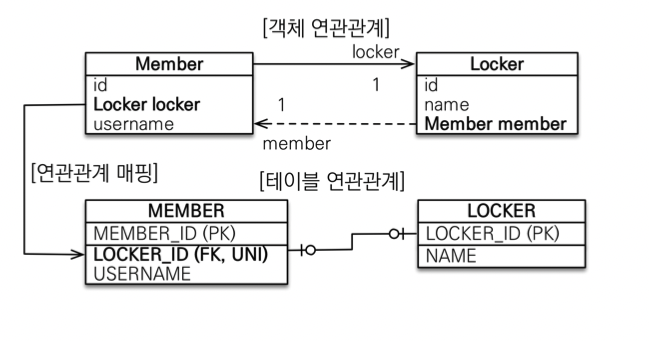 [객체 연관관계]
locker
Member
Locker
id
Locker locker
username
1
1
id
name
Member member
member
[연관관계 매핑]
[테이블 연관관계]
MEMBER
MEMBER_ID (PK)
LOCKER_ID (FK, UNI)
USERNAME
LOCKER
LOCKER_ID (PK)
NAME